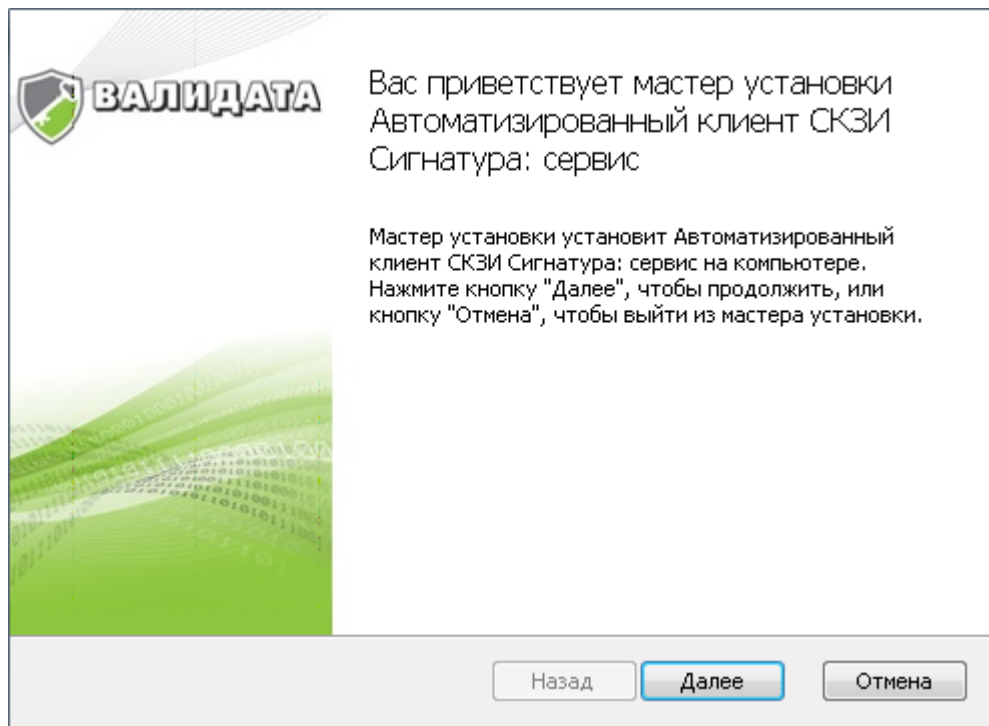 ВАЛИДАТА
Вас приветствует мастер установки
Автоматизированный клиент СКЗИ
Сигнатура: сервис
Мастер установки установит Автоматизированный
клиент СКЗИ Сигнатура: сервис на компьютере.
Нажмите кнопку "Далее", чтобы продолжить, или
кнопку "Отмена", чтобы выйти из мастера установки.
Назад
Далее
Отмена